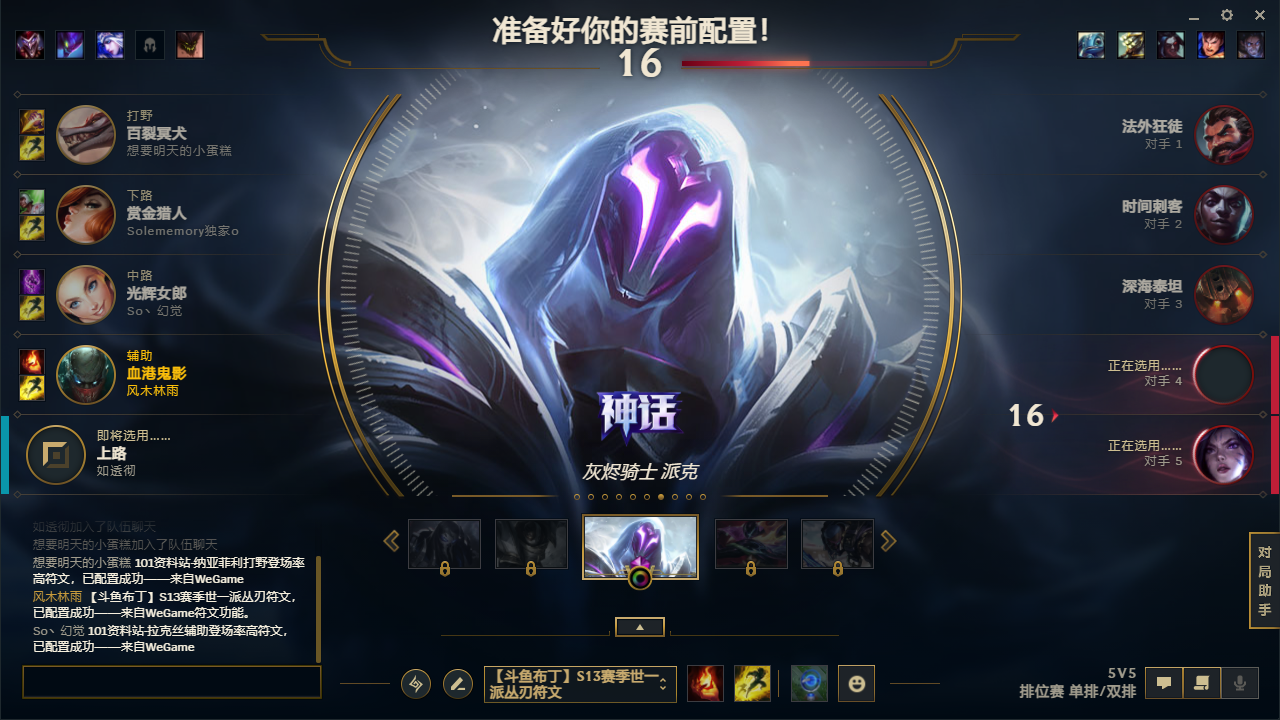 准备好你的赛前配置！
16
打野
百裂冥犬
想要明天的小蛋糕
下路
赏金猎人
Solememory独家o
中路
光辉女郎
So丶 幻觉
辅助
血港鬼影
风木林雨
即将选用……
上路
如逶彻
法外狂徒
对手 1
时间刺客
对手 2
深海泰坦
对手 3
正在选用……
对手 4
16
正在选用……
对手 5
神话
灰烬骑士 派克
如逶彻加入了队伍聊天
想要明天的小蛋糕加入了队伍聊天
想要明天的小蛋糕 101资料站-纳亚菲利打野登场率
高符文，已配置成功——来自WeGame
风木林雨 【斗鱼布丁】S13赛季世一派丛刃符文，
已配置成功——来自WeGame符文功能。
So丶 幻觉 101资料站-拉克丝辅助登场率高符文，
已配置成功——来自WeGame
对局助手
【斗鱼布丁】S13赛季世一
派丛刃符文
5V5
排位赛 单排/双排